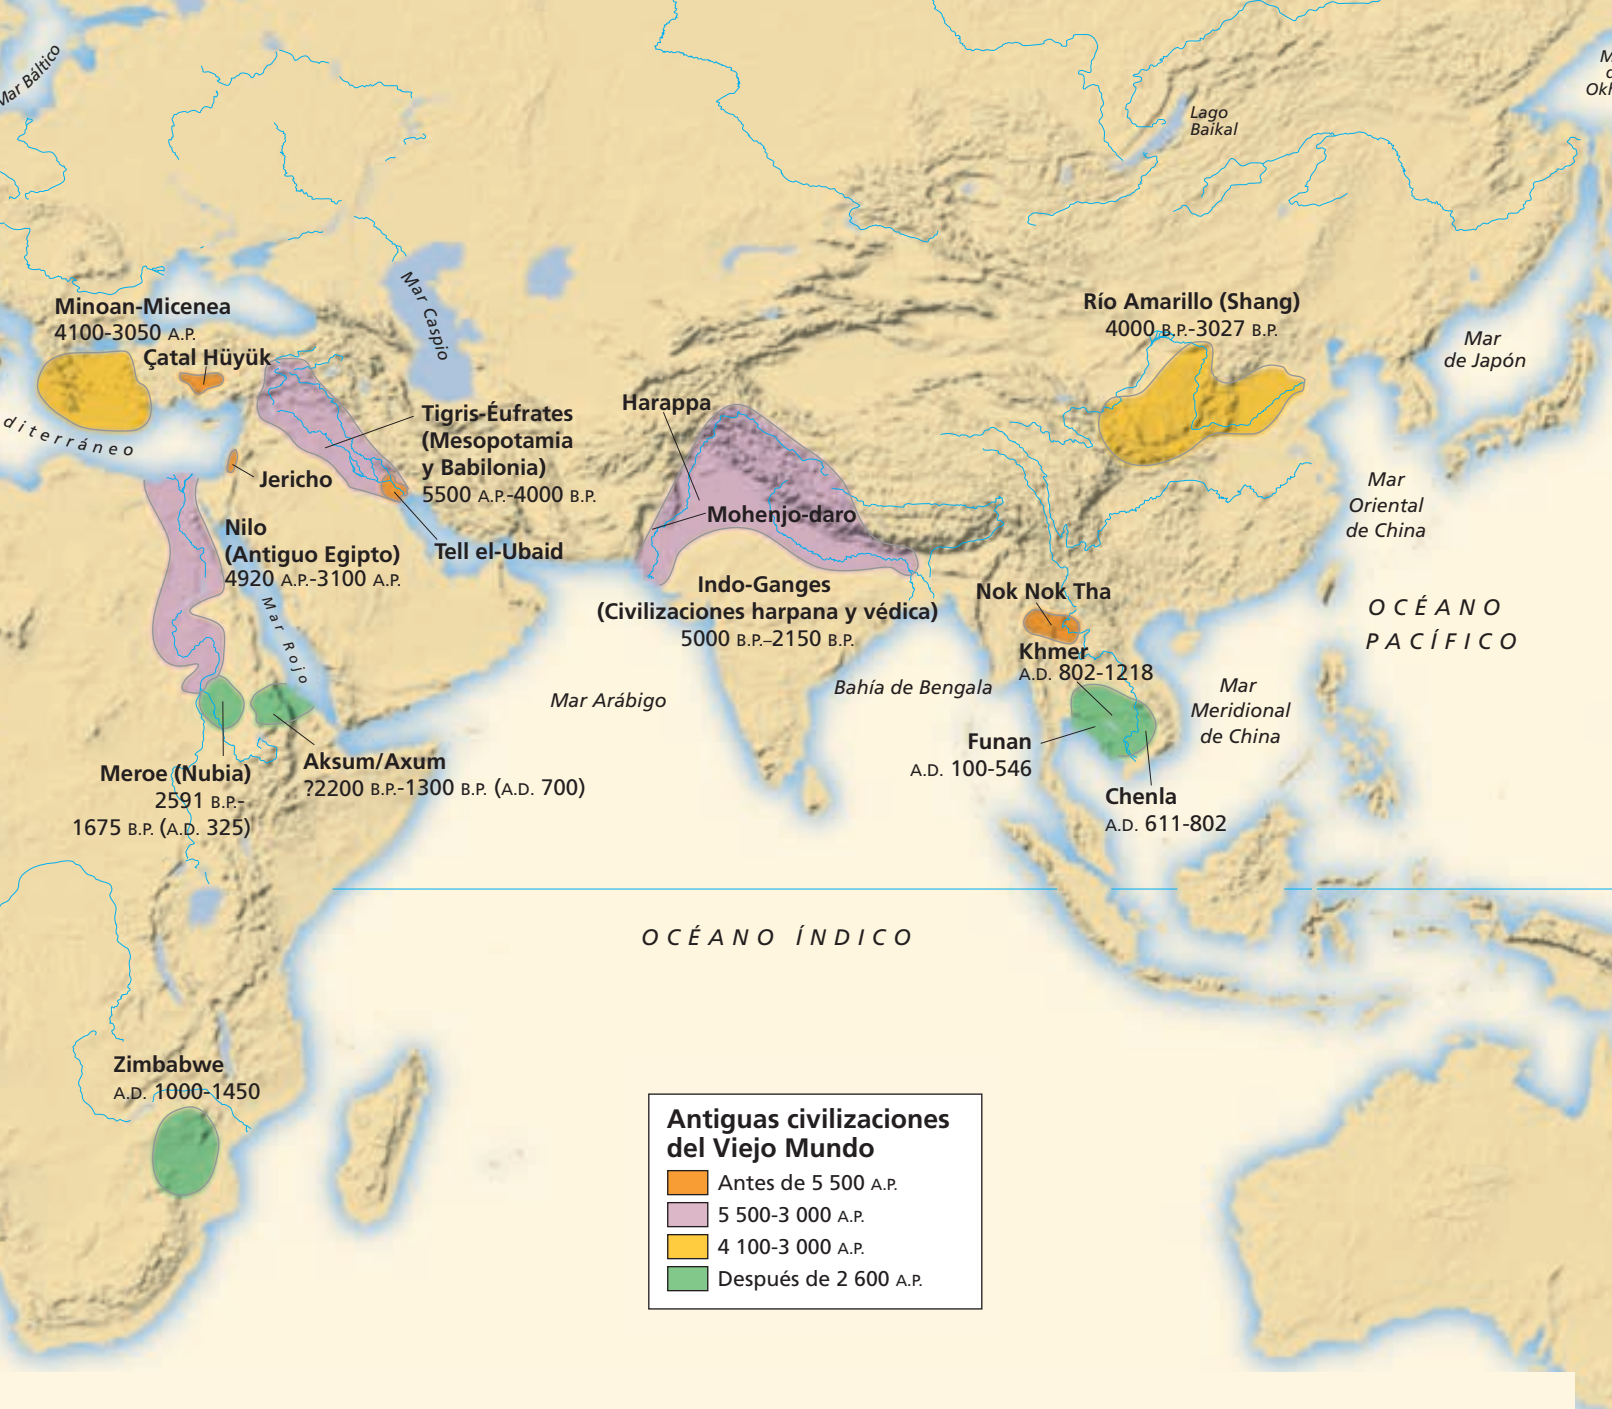 Mar Báltico
Lago
Baikal
Minoan-Micenea
4100-3050 A.P.
Çatal Hüyük
Mar Caspio
Río Amarillo (Shang)
4000 B.P.-3027 B.P.
Mar
de Japón
diterráneo
Jericho
Tigris-Éufrates
(Mesopotamia
y Babilonia)
5500 A.P.-4000 B.P.
Tell el-Ubaid
Harappa
Mohenjo-daro
Mar
Oriental
de China
Nilo
(Antiguo Egipto)
4920 A.P.-3100 A.P.
Mar Rojo
Indo-Ganges
(Civilizaciones harpana y védica)
5000 B.P.–2150 B.P.
Nok Nok Tha
Khmer
A.D. 802-1218
OCÉANO
PACÍFICO
Mar Arábigo
Bahía de Bengala
Mar
Meridional
de China
Funan
A.D. 100-546
Chenla
A.D. 611-802
Meroe (Nubia)
2591 B.P.-
1675 B.P. (A.D. 325)
Aksum/Axum
?2200 B.P.-1300 B.P. (A.D. 700)
OCÉANO ÍNDICO
Zimbabwe
A.D. 1000-1450
Antiguas civilizaciones
del Viejo Mundo
Antes de 5 500 A.P.
5 500-3 000 A.P.
4 100-3 000 A.P.
Después de 2 600 A.P.